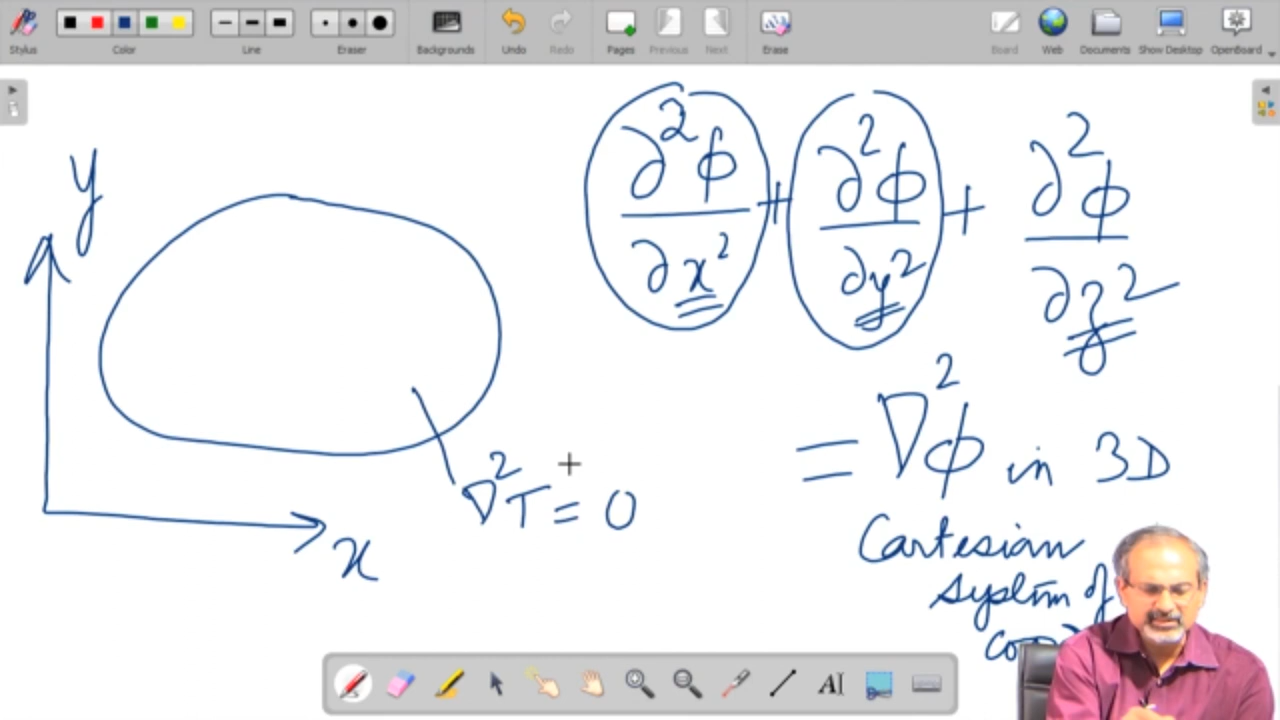 Stylus Color Line Eraser Backgrounds Undo Redo Pages Previous Next Erase Board Web Documents Show Desktop OpenBoard
y
∂²φ/∂x² + ∂²φ/∂y² + ∂²φ/∂z²
= ∇²φ in 3D
∇²T = 0
Cartesian
x
system of
AI